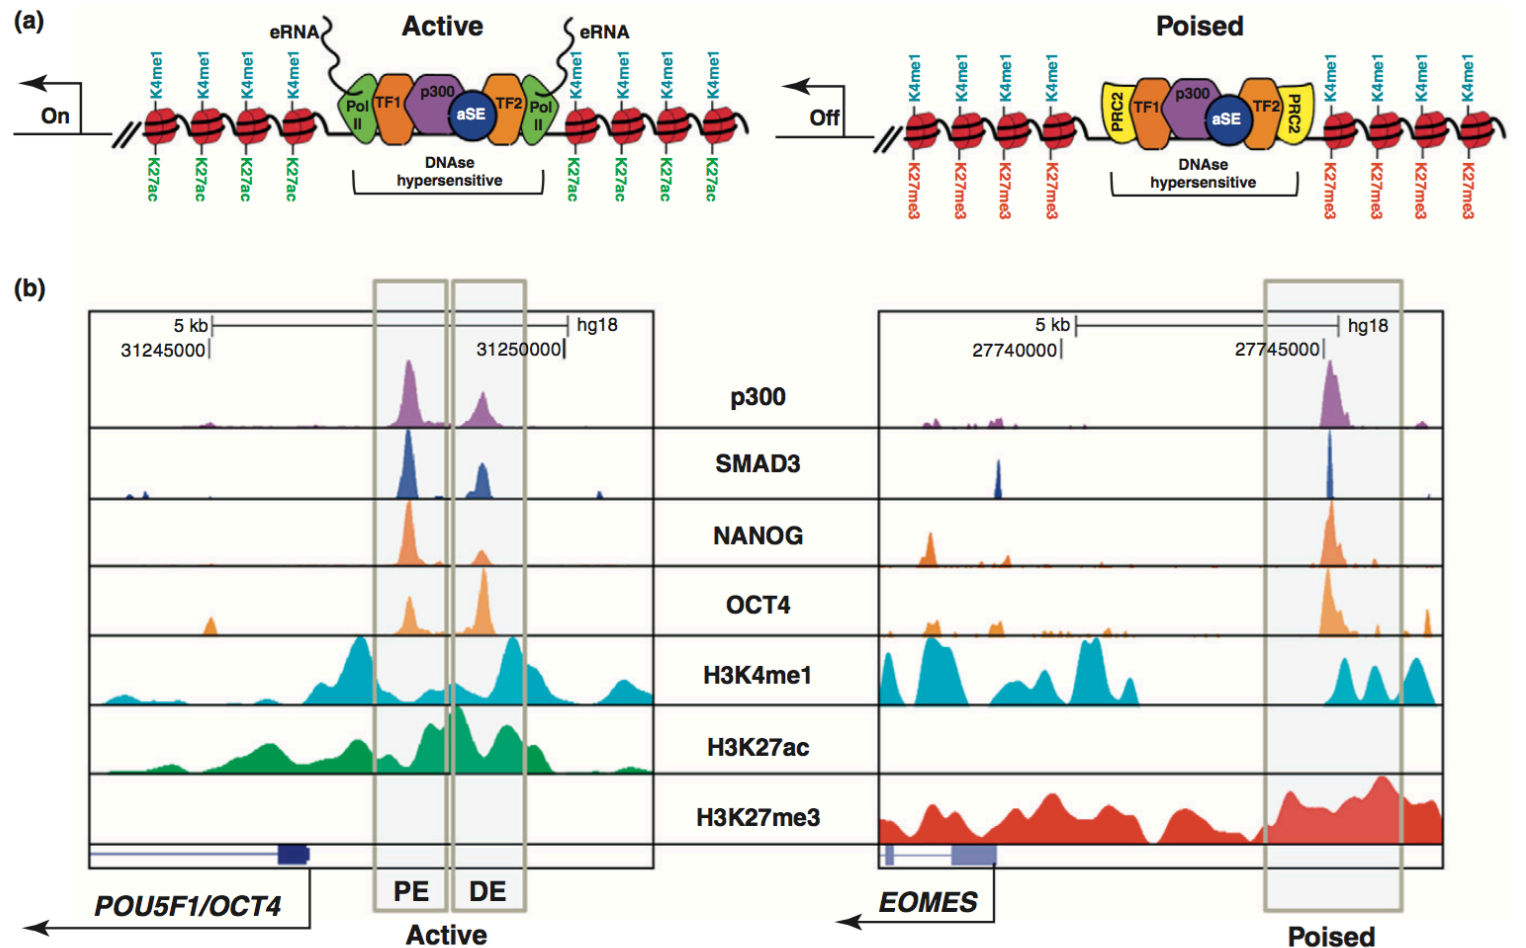 (a)
eRNA Active eRNA
Poised
K4me1 K4me1 K4me1 K4me1 K4me1 K4me1 K4me1 K4me1
K4me1 K4me1 K4me1 K4me1 K4me1 K4me1 K4me1 K4me1
On
Pol II TF1 p300 aSE TF2 Pol II
Off
PRC2 TF1 p300 aSE TF2 PRC2
K27ac K27ac K27ac K27ac K27ac K27ac K27ac K27ac
DNAse
hypersensitive
K27me3 K27me3 K27me3 K27me3 K27me3 K27me3 K27me3 K27me3
DNAse
hypersensitive
(b)
5 kb hg18
31245000 31250000
5 kb hg18
27740000 27745000
p300
SMAD3
NANOG
OCT4
H3K4me1
H3K27ac
H3K27me3
POU5F1/OCT4
PE DE
Active
EOMES
Poised